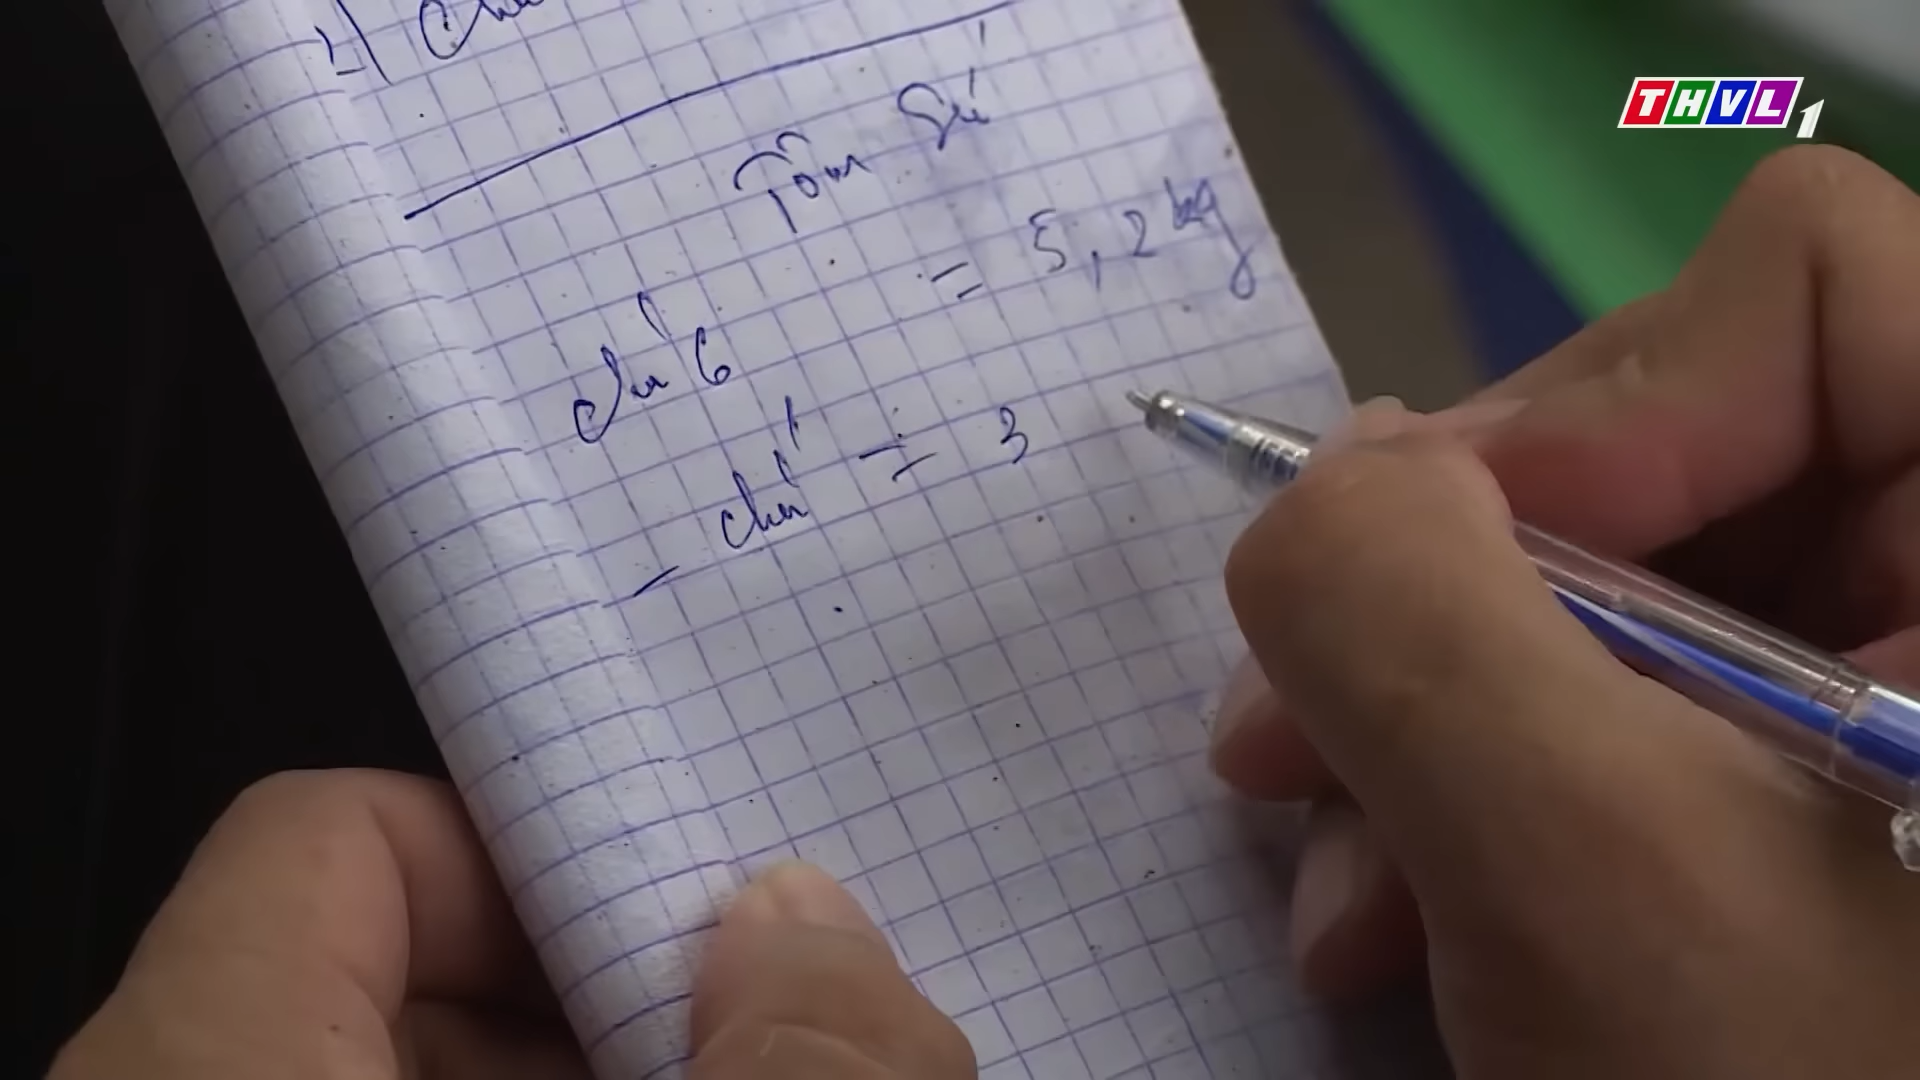 THVL1
Tôm Sú
chú 6 = 5,2 kg
- chú = 3